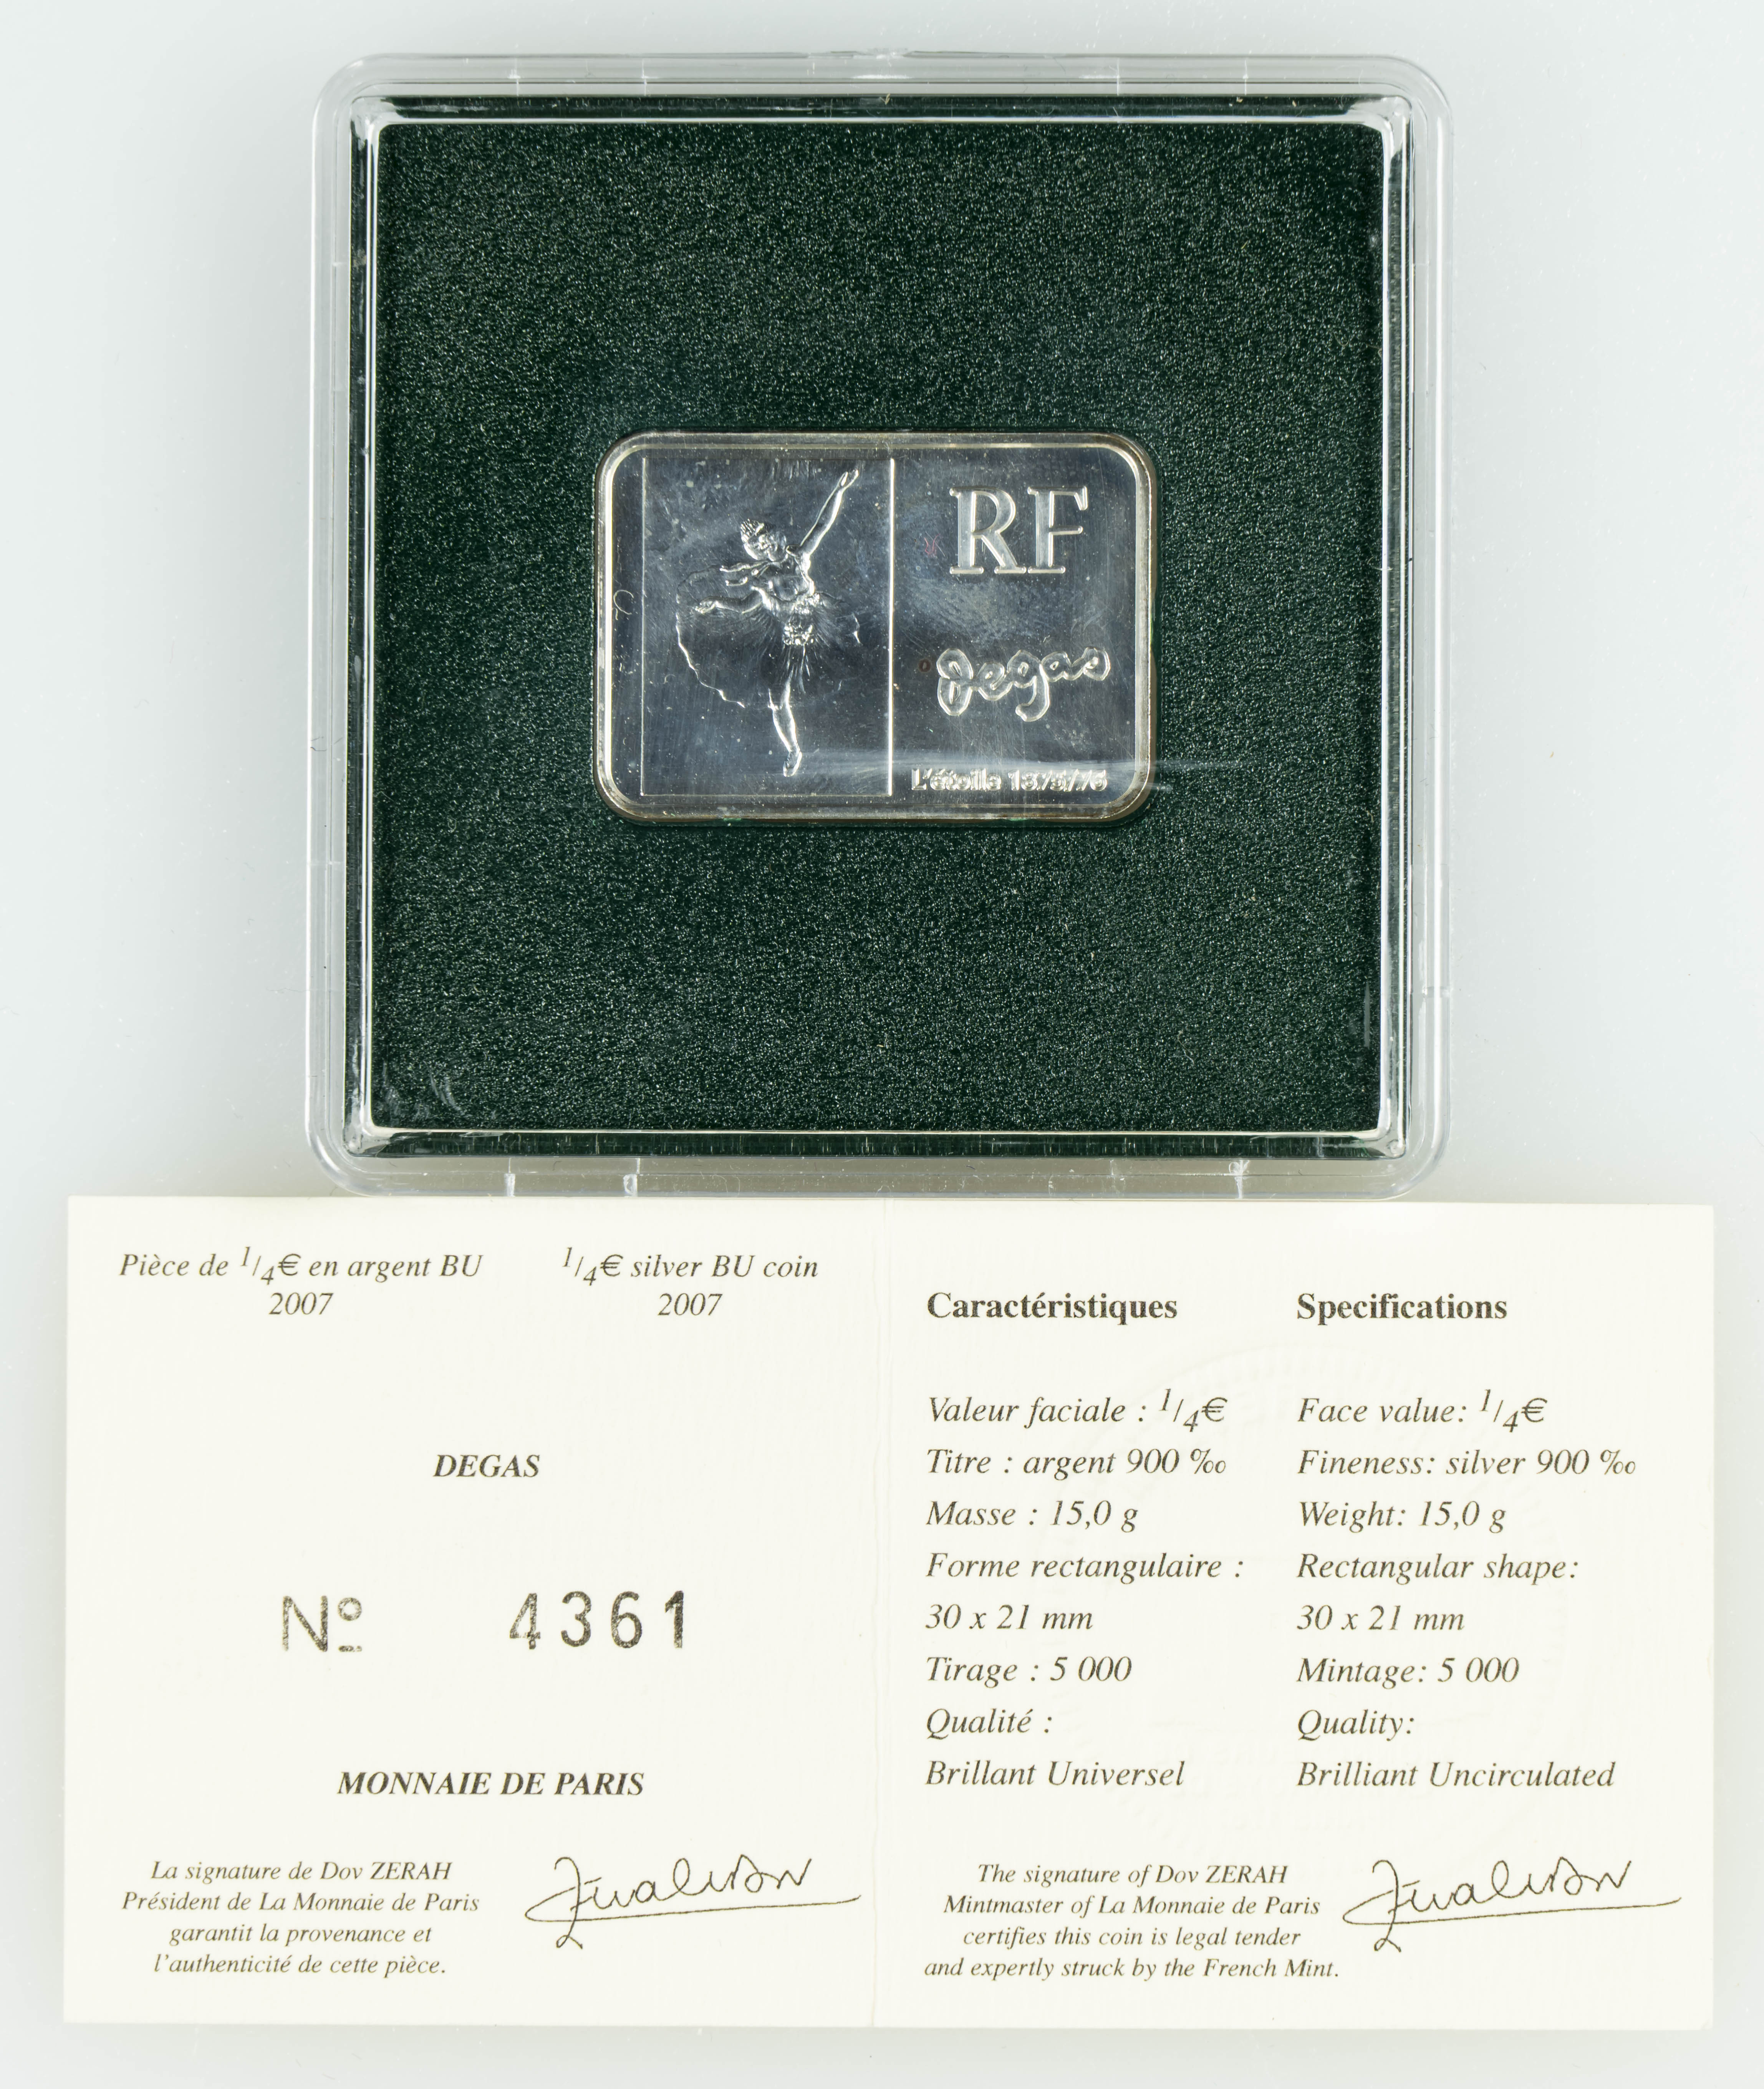 RF
Degas
L'étoile
Pièce de 1/4€ en argent BU
2007
1/4€ silver BU coin
2007
DEGAS
Nº 4361
MONNAIE DE PARIS
La signature de Dov ZERAH
Président de La Monnaie de Paris
garantit la provenance et
l'authenticité de cette pièce.
Caractéristiques
Valeur faciale : 1/4€
Titre : argent 900 ‰
Masse : 15,0 g
Forme rectangulaire :
30 x 21 mm
Tirage : 5 000
Qualité :
Brillant Universel
Specifications
Face value: 1/4€
Fineness: silver 900 ‰
Weight: 15,0 g
Rectangular shape:
30 x 21 mm
Mintage: 5 000
Quality:
Brilliant Uncirculated
The signature of Dov ZERAH
Mintmaster of La Monnaie de Paris
certifies this coin is legal tender
and expertly struck by the French Mint.